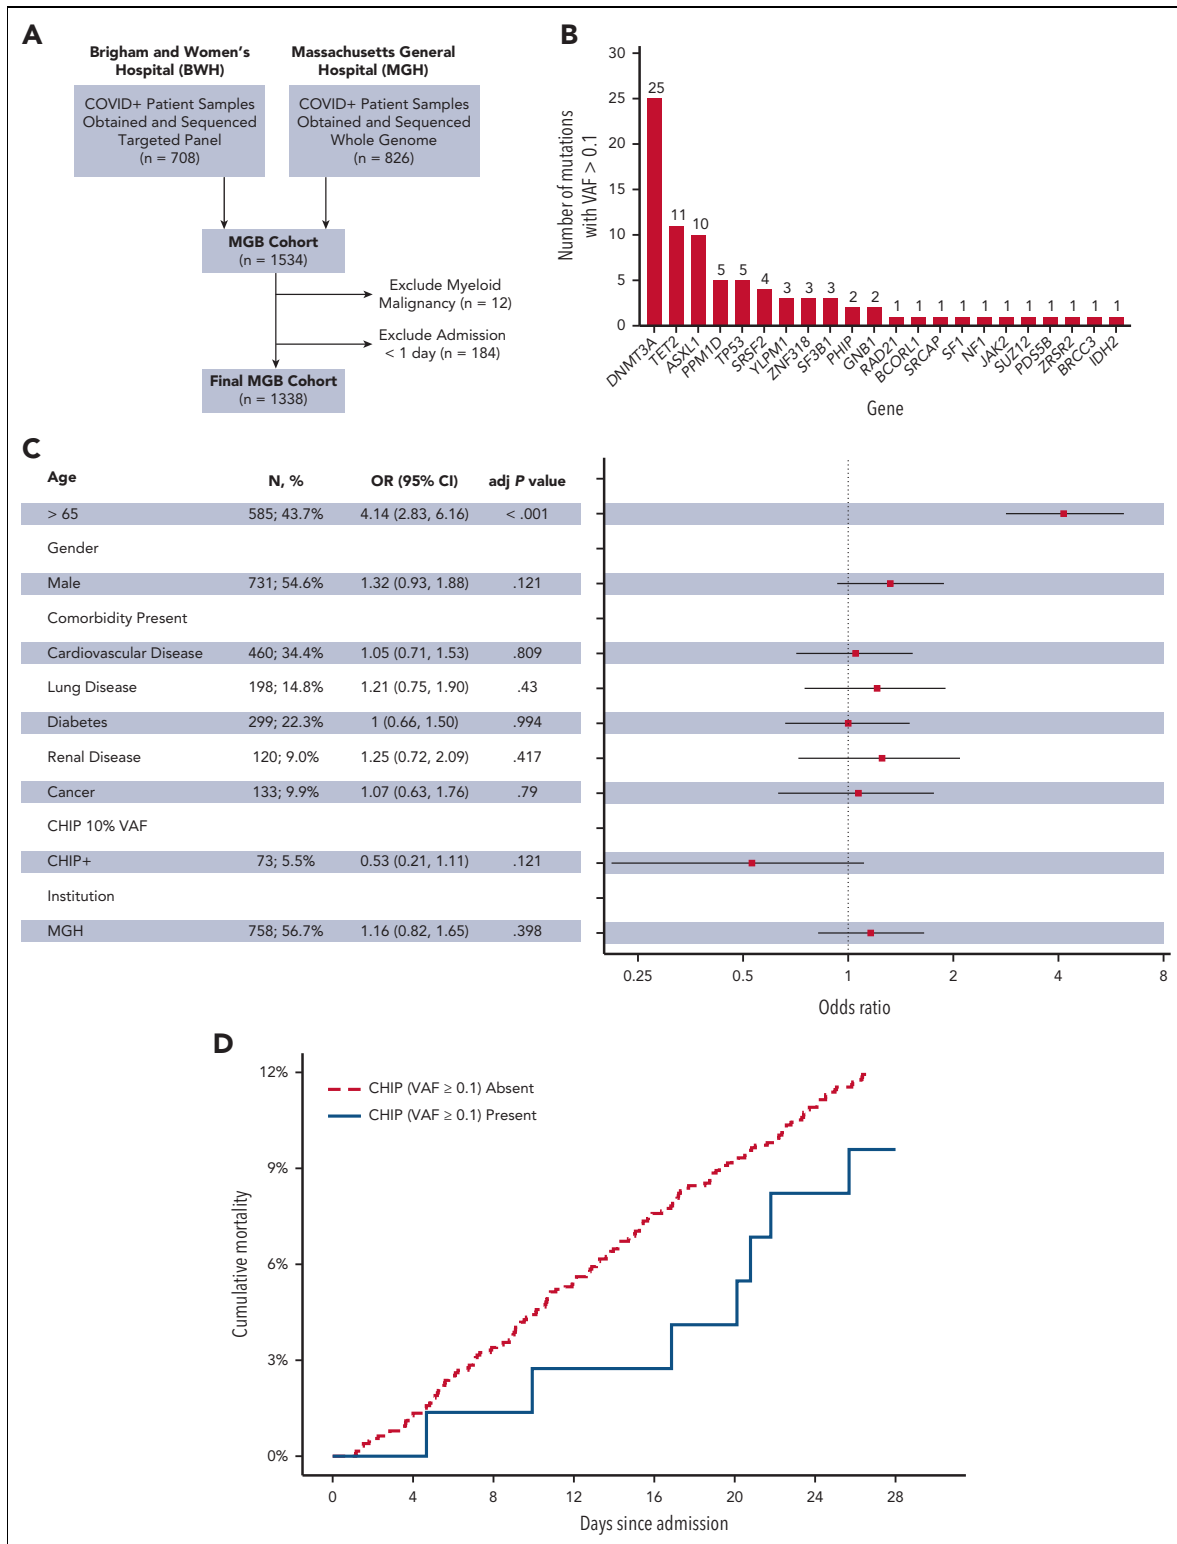 A
Brigham and Women's
Hospital (BWH)
COVID+ Patient Samples
Obtained and Sequenced
Targeted Panel
(n = 708)
Massachusetts General
Hospital (MGH)
COVID+ Patient Samples
Obtained and Sequenced
Whole Genome
(n = 826)
MGB Cohort
(n = 1534)
Exclude Myeloid
Malignancy (n = 12)
Exclude Admission
< 1 day (n = 184)
Final MGB Cohort
(n = 1338)
B
Number of mutations
with VAF > 0.1
30
25
20
15
10
5
0
25
11
10
5
5
4
3
3
3
2
2
1
1
1
1
1
1
1
1
1
1
1
DNMT3A
TET2
ASXL1
PPM1D
TP53
SRSF2
YLPM1
ZNF318
SF3B1
PHIP
GNB1
RAD21
BCORL1
SRCAP
SF1
NF1
JAK2
SUZ12
PDS5B
ZRSR2
BRCC3
IDH2
Gene
C
Age N, % OR (95% CI) adj P value
> 65 585; 43.7% 4.14 (2.83, 6.16) < .001
Gender
Male 731; 54.6% 1.32 (0.93, 1.88) .121
Comorbidity Present
Cardiovascular Disease 460; 34.4% 1.05 (0.71, 1.53) .809
Lung Disease 198; 14.8% 1.21 (0.75, 1.90) .43
Diabetes 299; 22.3% 1 (0.66, 1.50) .994
Renal Disease 120; 9.0% 1.25 (0.72, 2.09) .417
Cancer 133; 9.9% 1.07 (0.63, 1.76) .79
CHIP 10% VAF
CHIP+ 73; 5.5% 0.53 (0.21, 1.11) .121
Institution
MGH 758; 56.7% 1.16 (0.82, 1.65) .398
0.25 0.5 1 2 4 8
Odds ratio
D
Cumulative mortality
12%
9%
6%
3%
0%
CHIP (VAF ≥ 0.1) Absent
CHIP (VAF ≥ 0.1) Present
0 4 8 12 16 20 24 28
Days since admission